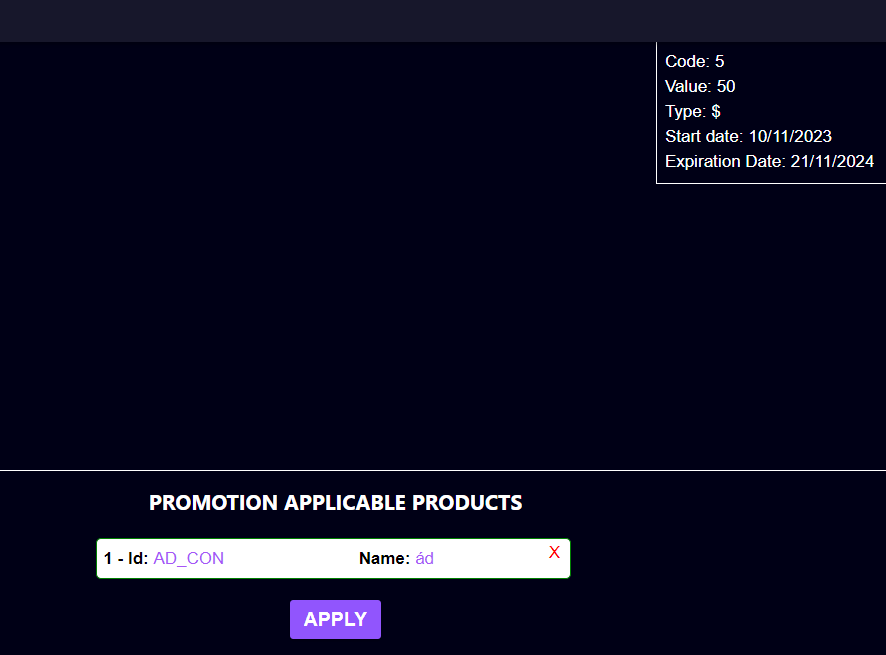 Code: 5
Value: 50
Type: $
Start date: 10/11/2023
Expiration Date: 21/11/2024
PROMOTION APPLICABLE PRODUCTS
1 - Id: AD_CON Name: ád X
APPLY